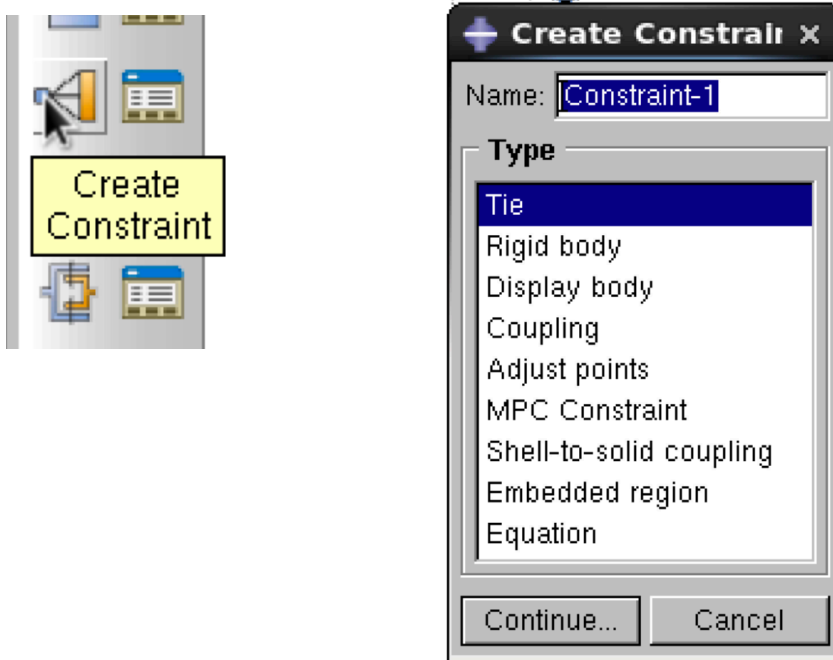 Create
Constraint
Create Constrair
Name: Constraint-1
Type
Tie
Rigid body
Display body
Coupling
Adjust points
MPC Constraint
Shell-to-solid coupling
Embedded region
Equation
Continue...
Cancel